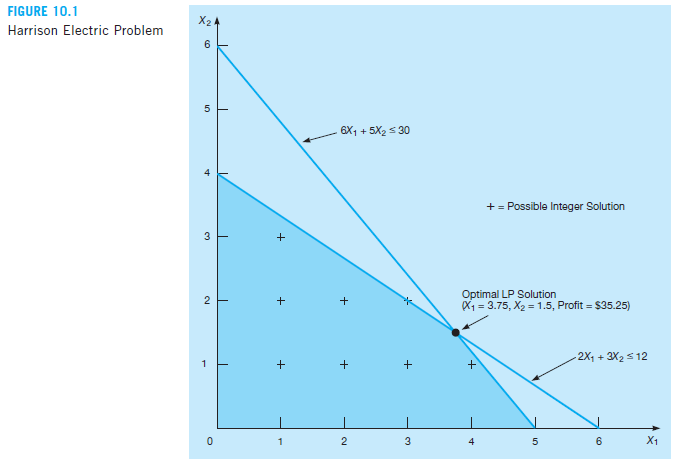 FIGURE 10.1
Harrison Electric Problem
X₂
6
5
6X₁ + 5X₂ ≤ 30
4
+ = Possible Integer Solution
3
Optimal LP Solution
(X₁ = 3.75, X₂ = 1.5, Profit = $35.25)
2
2X₁ + 3X₂ ≤ 12
1
0 1 2 3 4 5 6 X₁